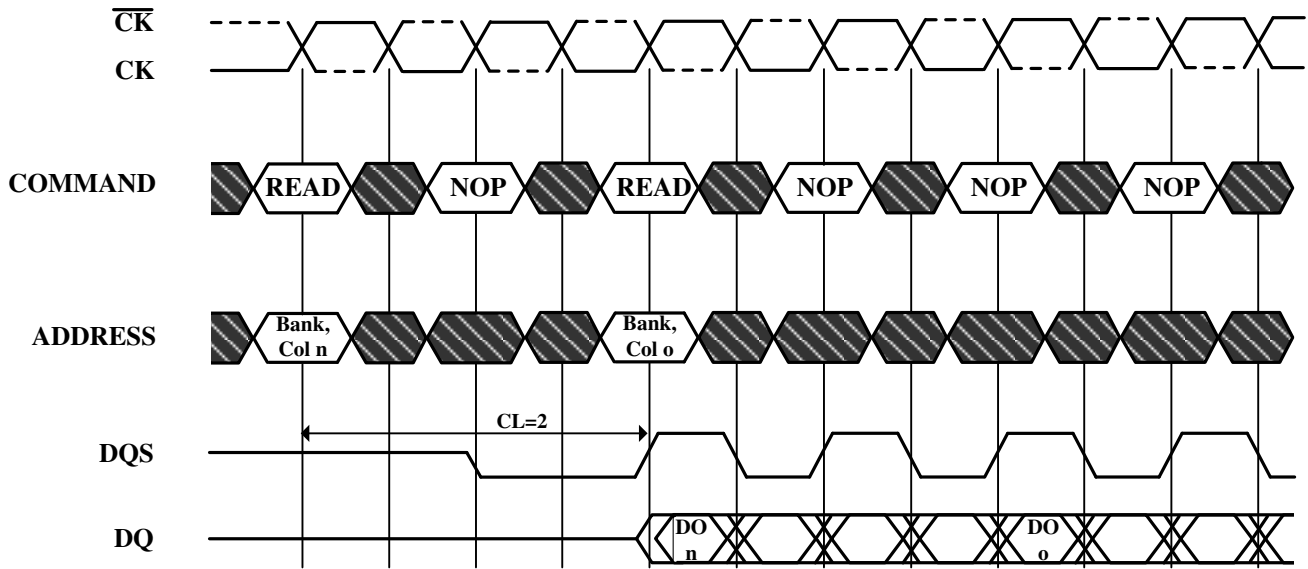 CK
CK
COMMAND
READ NOP READ NOP NOP NOP
ADDRESS
Bank,
Col n
Bank,
Col o
CL=2
DQS
DQ
DO
n
DO
o